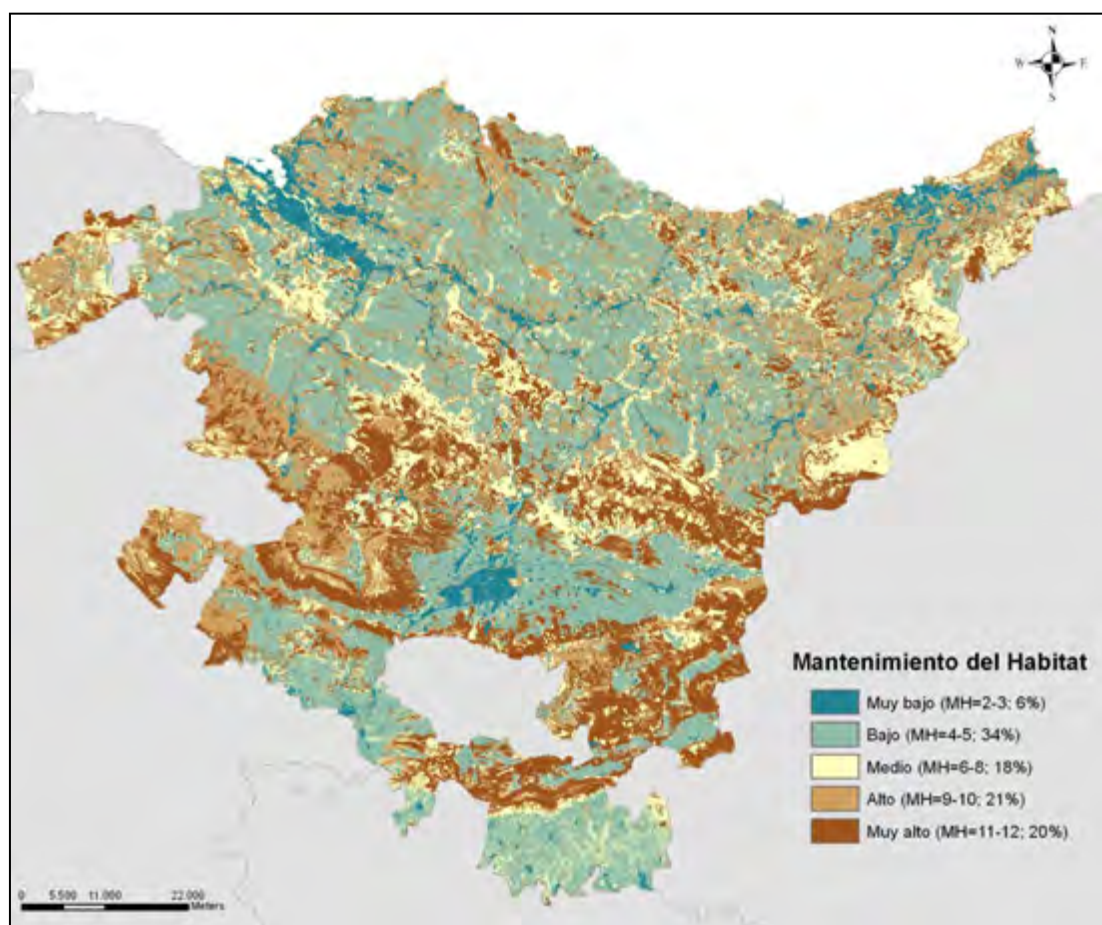 N
W E
S
Mantenimiento del Habitat
Muy bajo (MH=2-3; 6%)
Bajo (MH=4-5; 34%)
Medio (MH=6-8; 18%)
Alto (MH=9-10; 21%)
Muy alto (MH=11-12; 20%)
0 5.500 11.000 22.000
Meters